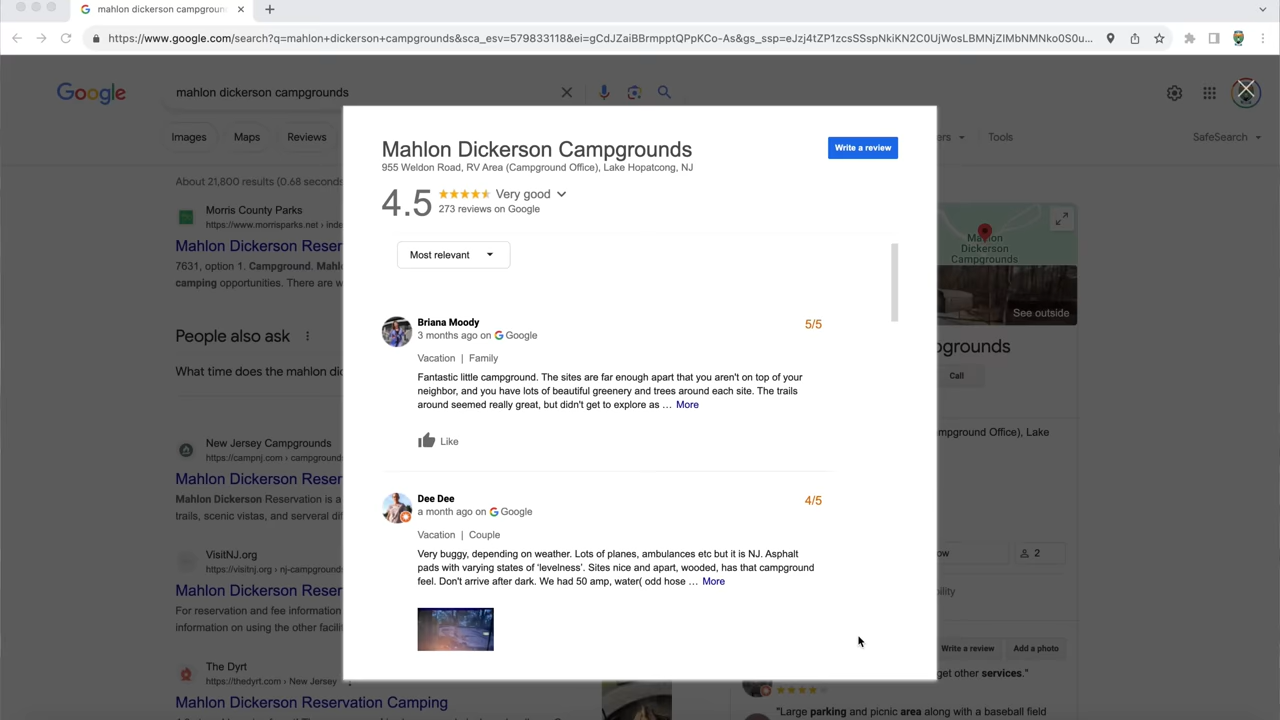 mahlon dickerson campgroun
https://www.google.com/search?q=mahlon+dickerson+campgrounds&sca_esv=579833118&ei=gCdJZaiBBrmpptQPpKCo-As&gs_ssp=eJzj4tZP1zcsSSspNkiKN2C0UjWosLBMNjZIMbNMNko0S0u...
Google
mahlon dickerson campgrounds
Images
Maps
Reviews
ers
Tools
SafeSearch
About 21,800 results (0.68 seconds
Morris County Parks
https://www.morrisparks.net › inde
Mahlon Dickerson Reser
7631, option 1. Campground. Mahl
camping opportunities. There are w
People also ask
What time does the mahlon dic
New Jersey Campgrounds
https://campnj.com › campgrounds
Mahlon Dickerson Reser
Mahlon Dickerson Reservation is a
trails, scenic vistas, and serveral dif
VisitNJ.org
https://visitnj.org › nj-campgrounds
Mahlon Dickerson Reser
For reservation and fee information
information on using the other facilit
The Dyrt
https://thedyrt.com › New Jersey
Mahlon Dickerson Reservation Camping
Mahlon Dickerson Campgrounds
955 Weldon Road, RV Area (Campground Office), Lake Hopatcong, NJ
Write a review
4.5
Very good
273 reviews on Google
Most relevant
Briana Moody
5/5
3 months ago on Google
Vacation | Family
Fantastic little campground. The sites are far enough apart that you aren't on top of your
neighbor, and you have lots of beautiful greenery and trees around each site. The trails
around seemed really great, but didn't get to explore as ... More
Like
Dee Dee
4/5
a month ago on Google
Vacation | Couple
Very buggy, depending on weather. Lots of planes, ambulances etc but it is NJ. Asphalt
pads with varying states of 'levelness'. Sites nice and apart, wooded, has that campground
feel. Don't arrive after dark. We had 50 amp, water( odd hose ... More
Mahlon
Dickerson
Campgrounds
See outside
grounds
Call
mpground Office), Lake
ow
2
bility
Write a review
Add a photo
get other services."
"Large parking and picnic area along with a baseball field